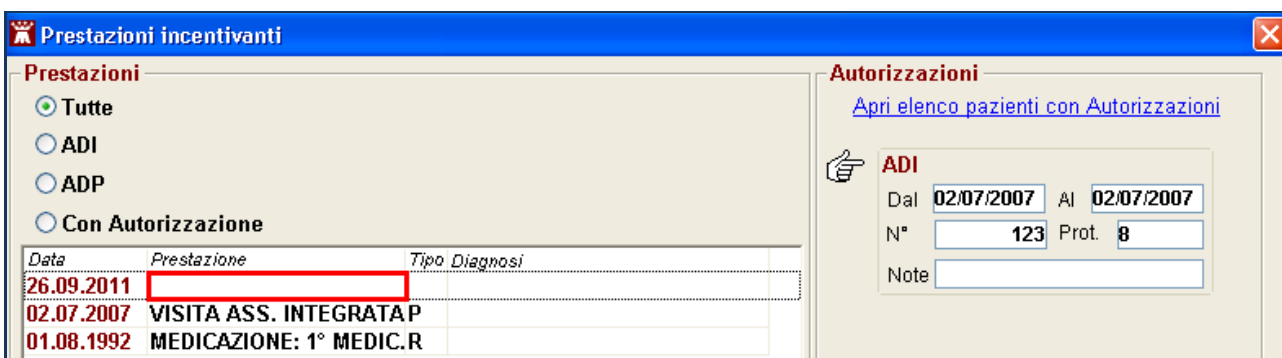 Prestazioni incentivanti
Prestazioni
Tutte
ADI
ADP
Con Autorizzazione
Data Prestazione Tipo Diagnosi
26.09.2011
02.07.2007 VISITA ASS. INTEGRATA P
01.08.1992 MEDICAZIONE: 1° MEDIC. R
Autorizzazioni
Apri elenco pazienti con Autorizzazioni
ADI
Dal 02/07/2007 Al 02/07/2007
N° 123 Prot. 8
Note